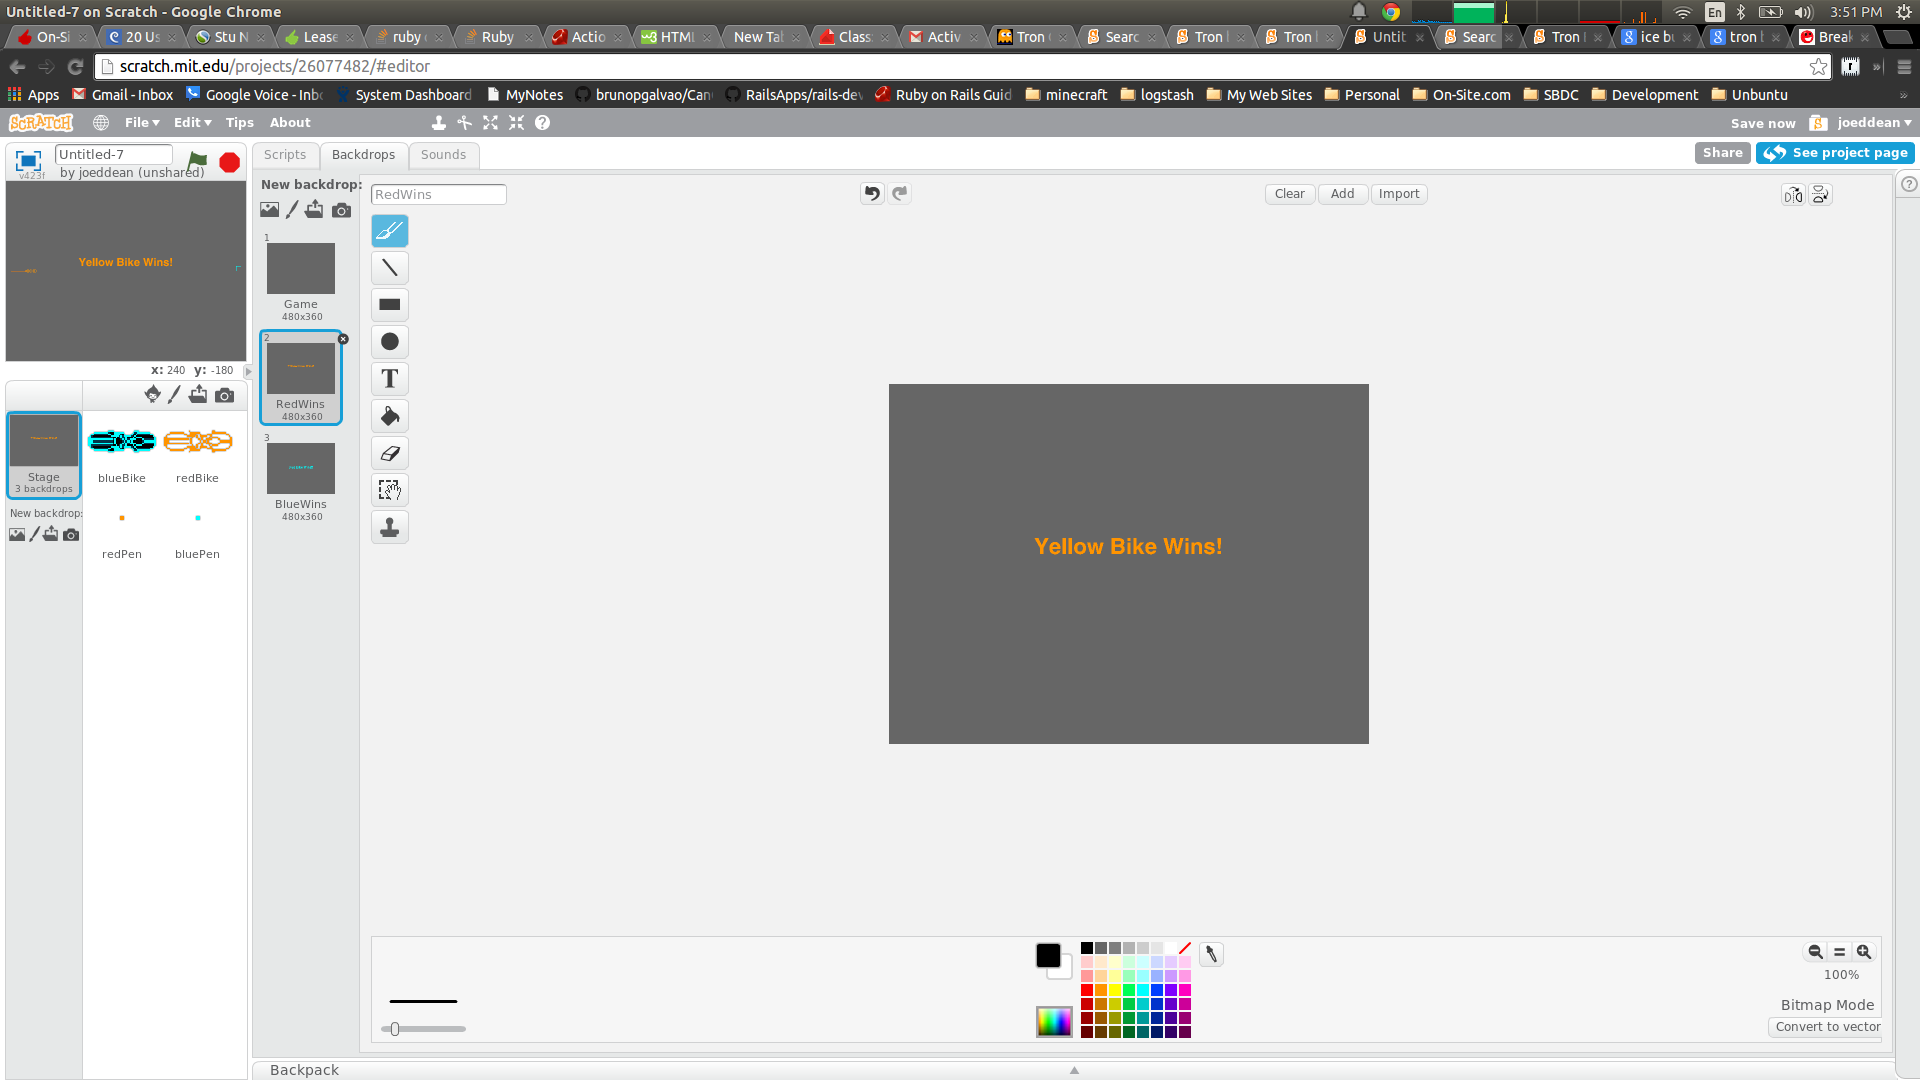 Untitled-7 on Scratch - Google Chrome
En
3:51 PM
On-Si
20 Us
Stu N
Lease
ruby
Ruby
Actio
HTML
New Tal
Class
Activ
Tron
Searc
Tron
Tron
Untit
Searc
Tron
ice bu
tron
Break
scratch.mit.edu/projects/26077482/#editor
Apps
Gmail - Inbox
Google Voice - Inb
System Dashboard
MyNotes
brunopgalvao/Can
RailsApps/rails-dev
Ruby on Rails Guid
minecraft
logstash
My Web Sites
Personal
On-Site.com
SBDC
Development
Unbuntu
SCRATCH
File
Edit
Tips
About
Save now
joeddean
Untitled-7
by joeddean (unshared)
v423f
Scripts
Backdrops
Sounds
Share
See project page
New backdrop:
RedWins
Clear
Add
Import
1
Game
480x360
2
RedWins
480x360
3
BlueWins
480x360
Yellow Bike Wins!
x: 240 y: -180
Stage
3 backdrops
New backdrop:
blueBike
redBike
redPen
bluePen
T
Yellow Bike Wins!
100%
Bitmap Mode
Convert to vector
Backpack